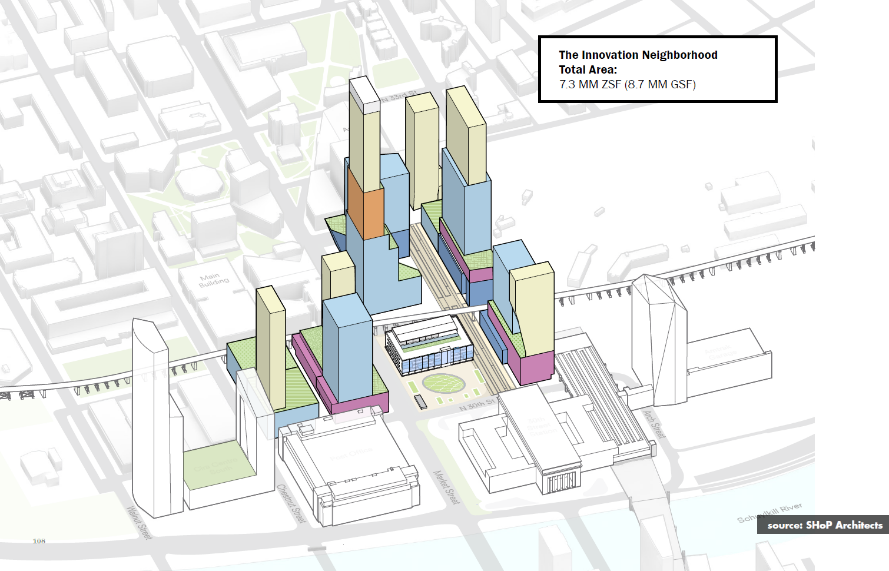 The Innovation Neighborhood
Total Area:
7.3 MM ZSF (8.7 MM GSF)
Main
Building
N 30th St
Arch Street
Market Street
Chestnut Street
Walnut Street
Schuylkill River
108
source: SHoP Architects